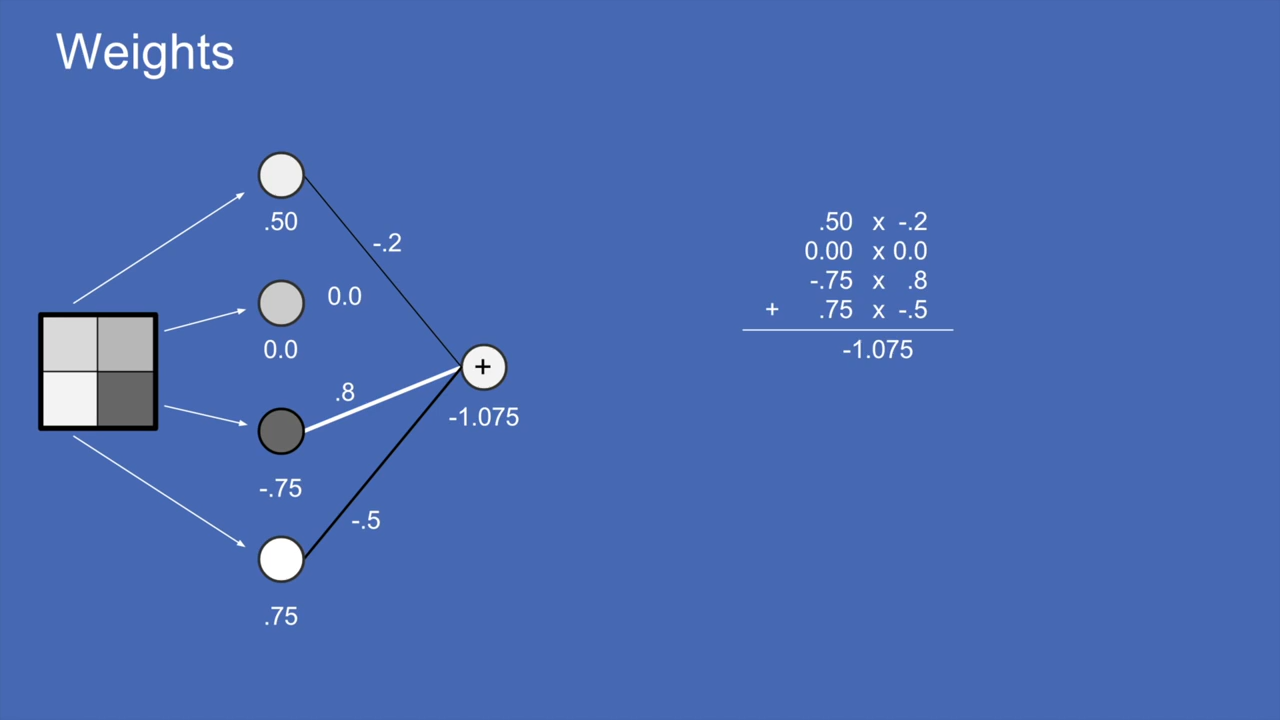 Weights
.50
-.2
0.0
0.0
.8
-.75
-.5
.75
+
-1.075
.50 x -.2
0.00 x 0.0
-.75 x .8
+ .75 x -.5
-1.075